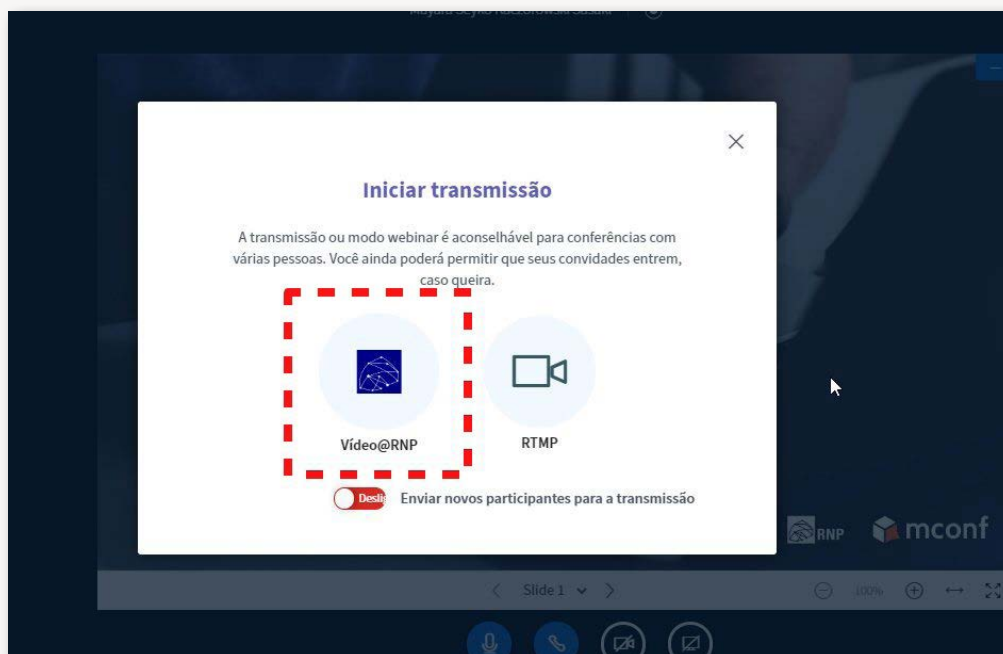 Iniciar transmissão
A transmissão ou modo webinar é aconselhável para conferências com
várias pessoas. Você ainda poderá permitir que seus convidades entrem,
caso queira.
Vídeo@RNP
RTMP
Enviar novos participantes para a transmissão
RNP
mconf
Slide 1
100%